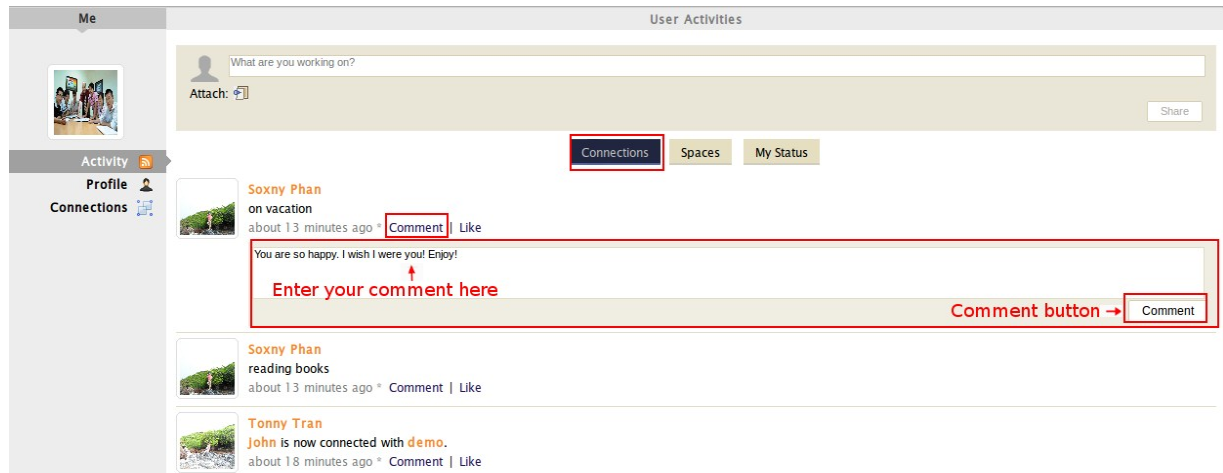 Me
User Activities
What are you working on?
Attach:
Share
Activity
Profile
Connections
Connections Spaces My Status
Soxny Phan
on vacation
about 13 minutes ago * Comment | Like
You are so happy. I wish I were you! Enjoy!
Enter your comment here
Comment button → Comment
Soxny Phan
reading books
about 13 minutes ago * Comment | Like
Tonny Tran
John is now connected with demo.
about 18 minutes ago * Comment | Like